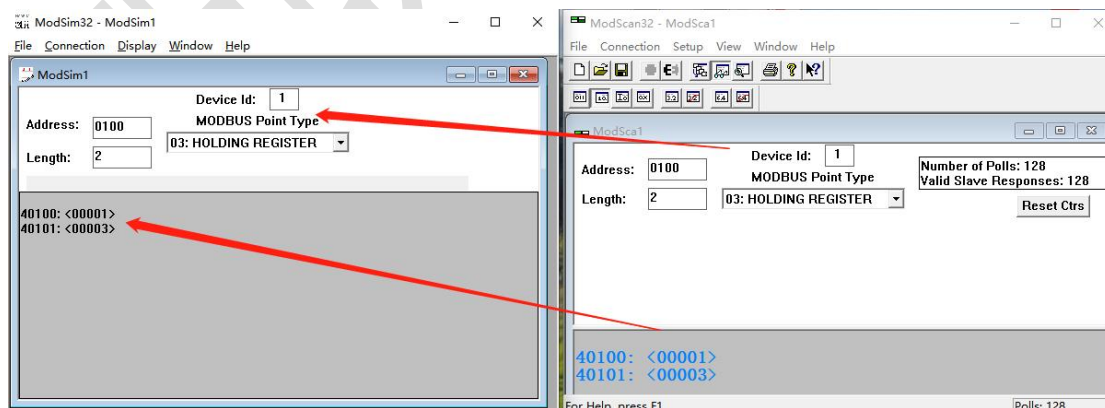 ModSim32 - ModSim1
File Connection Display Window Help
ModSim1
Device Id: 1
Address: 0100
MODBUS Point Type
03: HOLDING REGISTER
Length: 2
40100: <00001>
40101: <00003>
ModScan32 - ModSca1
File Connection Setup View Window Help
ModSca1
Device Id: 1
Address: 0100
MODBUS Point Type
Number of Polls: 128
Valid Slave Responses: 128
Length: 2
03: HOLDING REGISTER
Reset Ctrs
40100: <00001>
40101: <00003>
For Help, press F1
Polls: 128